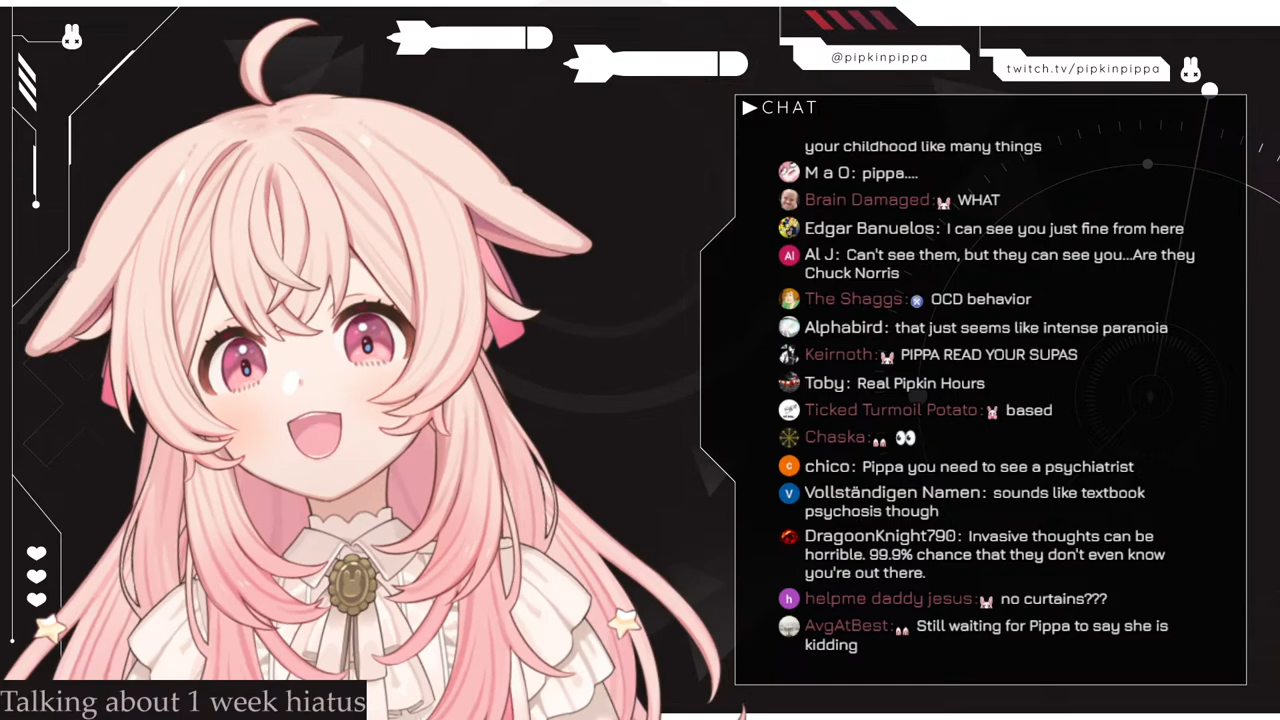 @pipkinpippa
twitch.tv/pipkinpippa
▶CHAT
your childhood like many things
M a O: pippa....
Brain Damaged: WHAT
Edgar Banuelos: I can see you just fine from here
Al
Al J: Can't see them, but they can see you...Are they
Chuck Norris
The Shaggs: OCD behavior
Alphabird: that just seems like intense paranoia
Keirnoth: PIPPA READ YOUR SUPAS
Toby: Real Pipkin Hours
Ticked Turmoil Potato: based
Chaska: 👀
c
chico: Pippa you need to see a psychiatrist
V
Vollständigen Namen: sounds like textbook
psychosis though
DragoonKnight790: Invasive thoughts can be
horrible. 99.9% chance that they don't even know
you're out there.
h
helpme daddy jesus: no curtains???
AvgAtBest: Still waiting for Pippa to say she is
kidding
Talking about 1 week hiatus